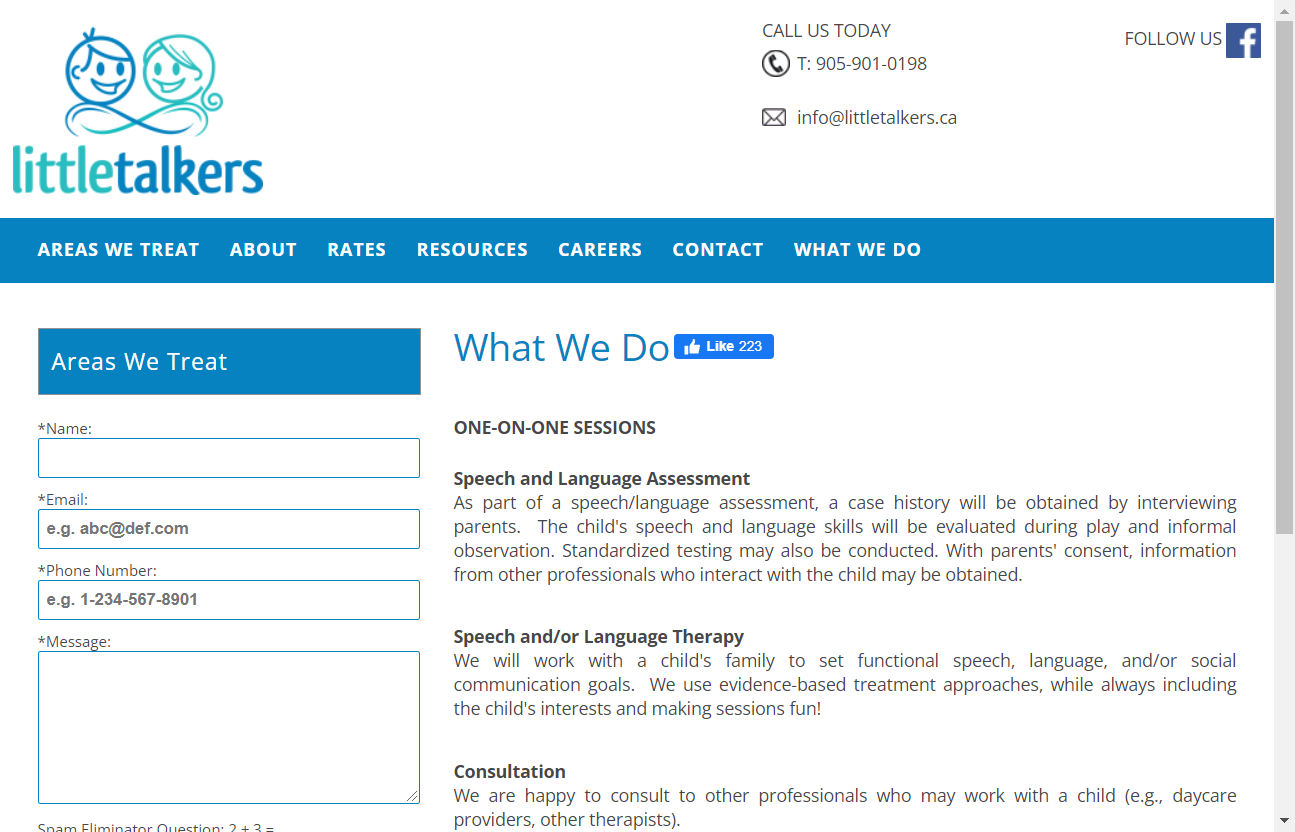 littletalkers
CALL US TODAY
T: 905-901-0198
info@littletalkers.ca
FOLLOW US
AREAS WE TREAT ABOUT RATES RESOURCES CAREERS CONTACT WHAT WE DO
Areas We Treat
*Name:
*Email:
e.g. abc@def.com
*Phone Number:
e.g. 1-234-567-8901
*Message:
Spam Eliminator Question: 2 + 3 =
What We Do
Like 223
ONE-ON-ONE SESSIONS
Speech and Language Assessment
As part of a speech/language assessment, a case history will be obtained by interviewing
parents. The child's speech and language skills will be evaluated during play and informal
observation. Standardized testing may also be conducted. With parents' consent, information
from other professionals who interact with the child may be obtained.
Speech and/or Language Therapy
We will work with a child's family to set functional speech, language, and/or social
communication goals. We use evidence-based treatment approaches, while always including
the child's interests and making sessions fun!
Consultation
We are happy to consult to other professionals who may work with a child (e.g., daycare
providers, other therapists).